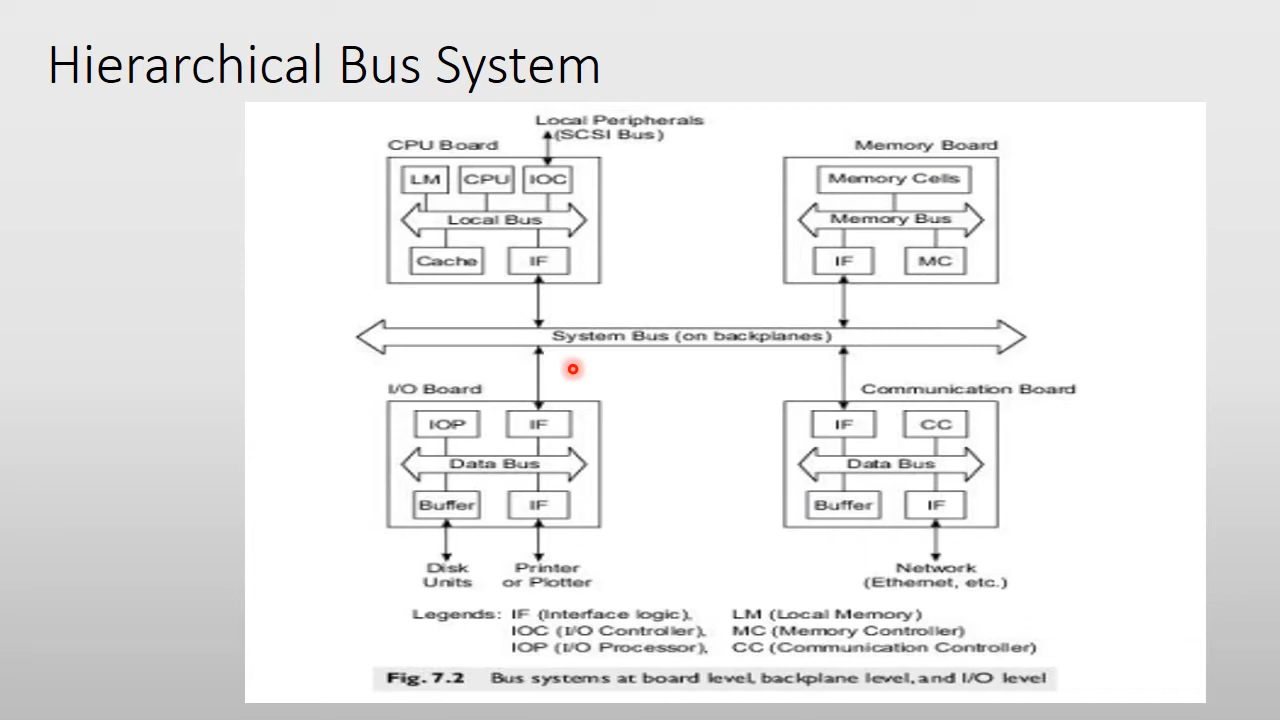 Hierarchical Bus System
Local Peripherals
(SCSI Bus)
CPU Board
Memory Board
LM CPU IOC
Memory Cells
Local Bus
Memory Bus
Cache IF
IF MC
System Bus (on backplanes)
I/O Board
Communication Board
IOP IF
IF CC
Data Bus
Data Bus
Buffer IF
Buffer IF
Disk
Units
Printer
or Plotter
Network
(Ethernet, etc.)
Legends: IF (Interface logic), LM (Local Memory)
IOC (I/O Controller), MC (Memory Controller)
IOP (I/O Processor), CC (Communication Controller)
Fig. 7.2 Bus systems at board level, backplane level, and I/O level